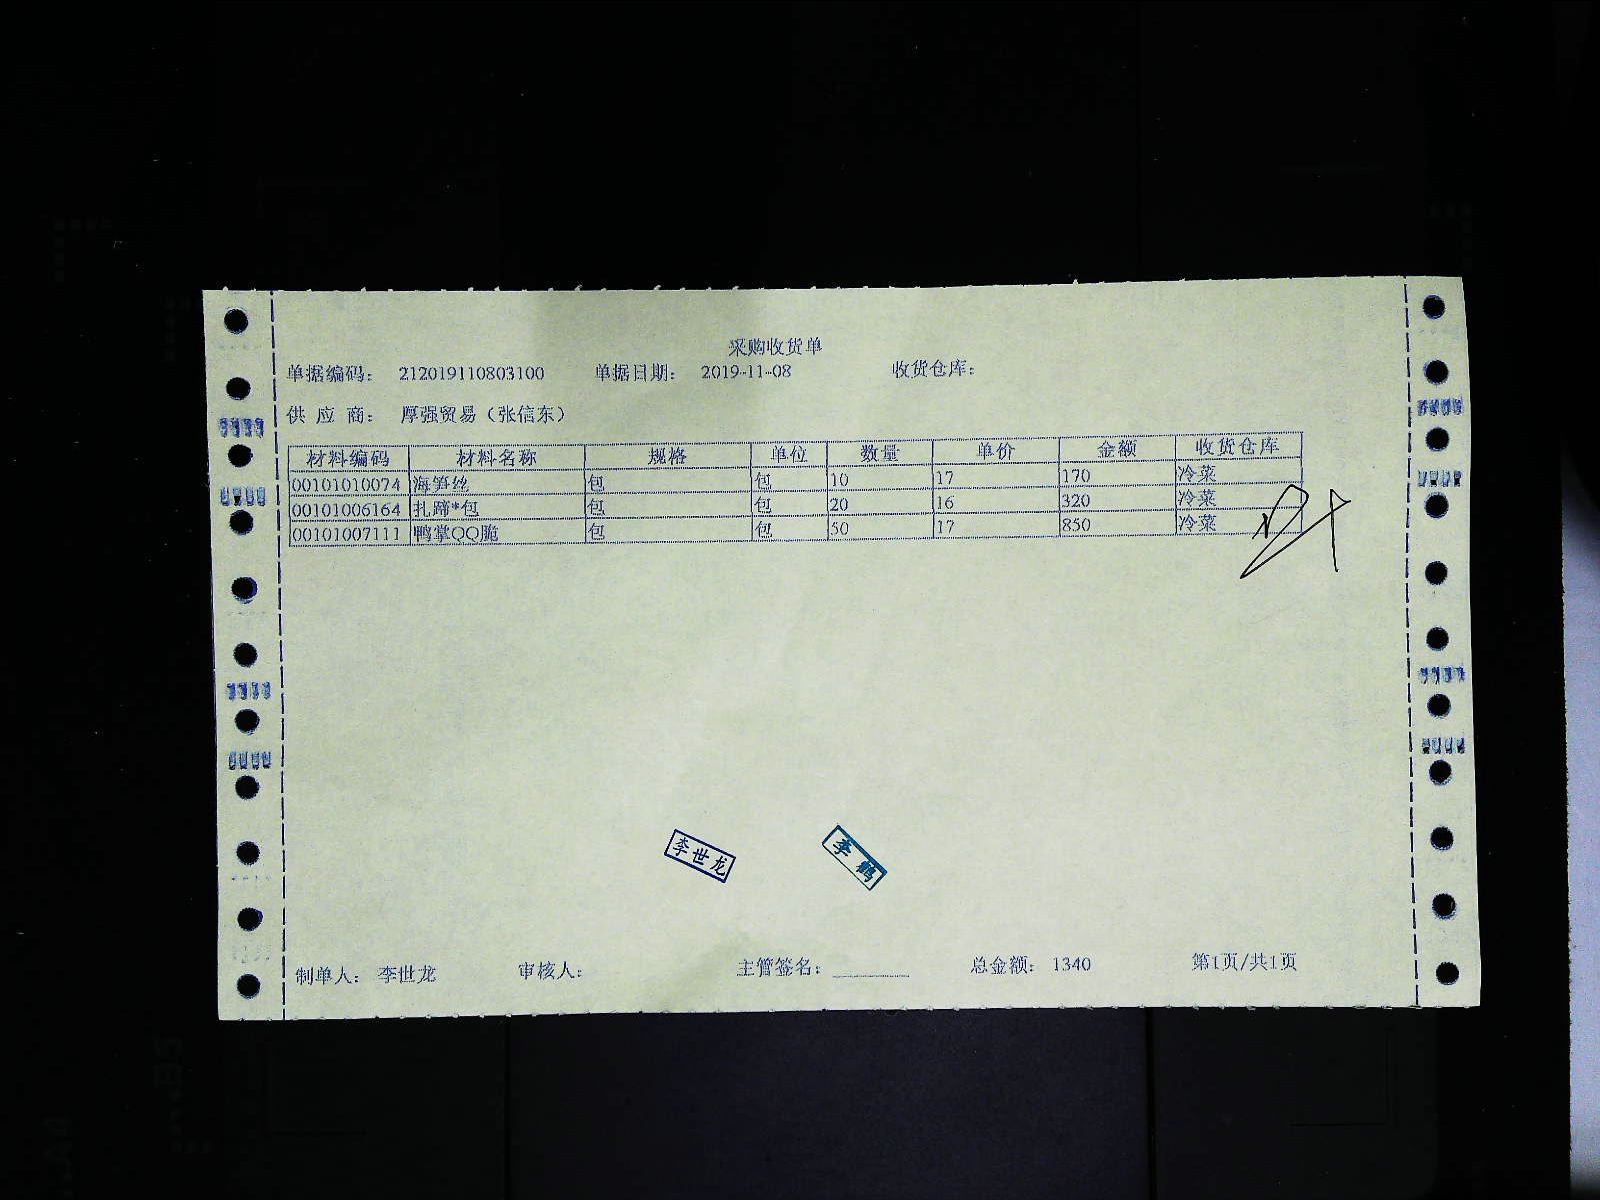 采购收货单
单据编码： 212019110803100 单据日期： 2019-11-08 收货仓库：
供 应 商： 厚强贸易（张信东）
材料编码 材料名称 规格 单位 数量 单价 金额 收货仓库
00101010074 海笋丝 包 包 10 17 170 冷菜
00101006164 扎蹄*包 包 包 20 16 320 冷菜
00101007111 鸭掌QQ脆 包 包 50 17 850 冷菜
李世龙 李鹤
制单人： 李世龙 审核人： 主管签名： 总金额： 1340 第1页/共1页